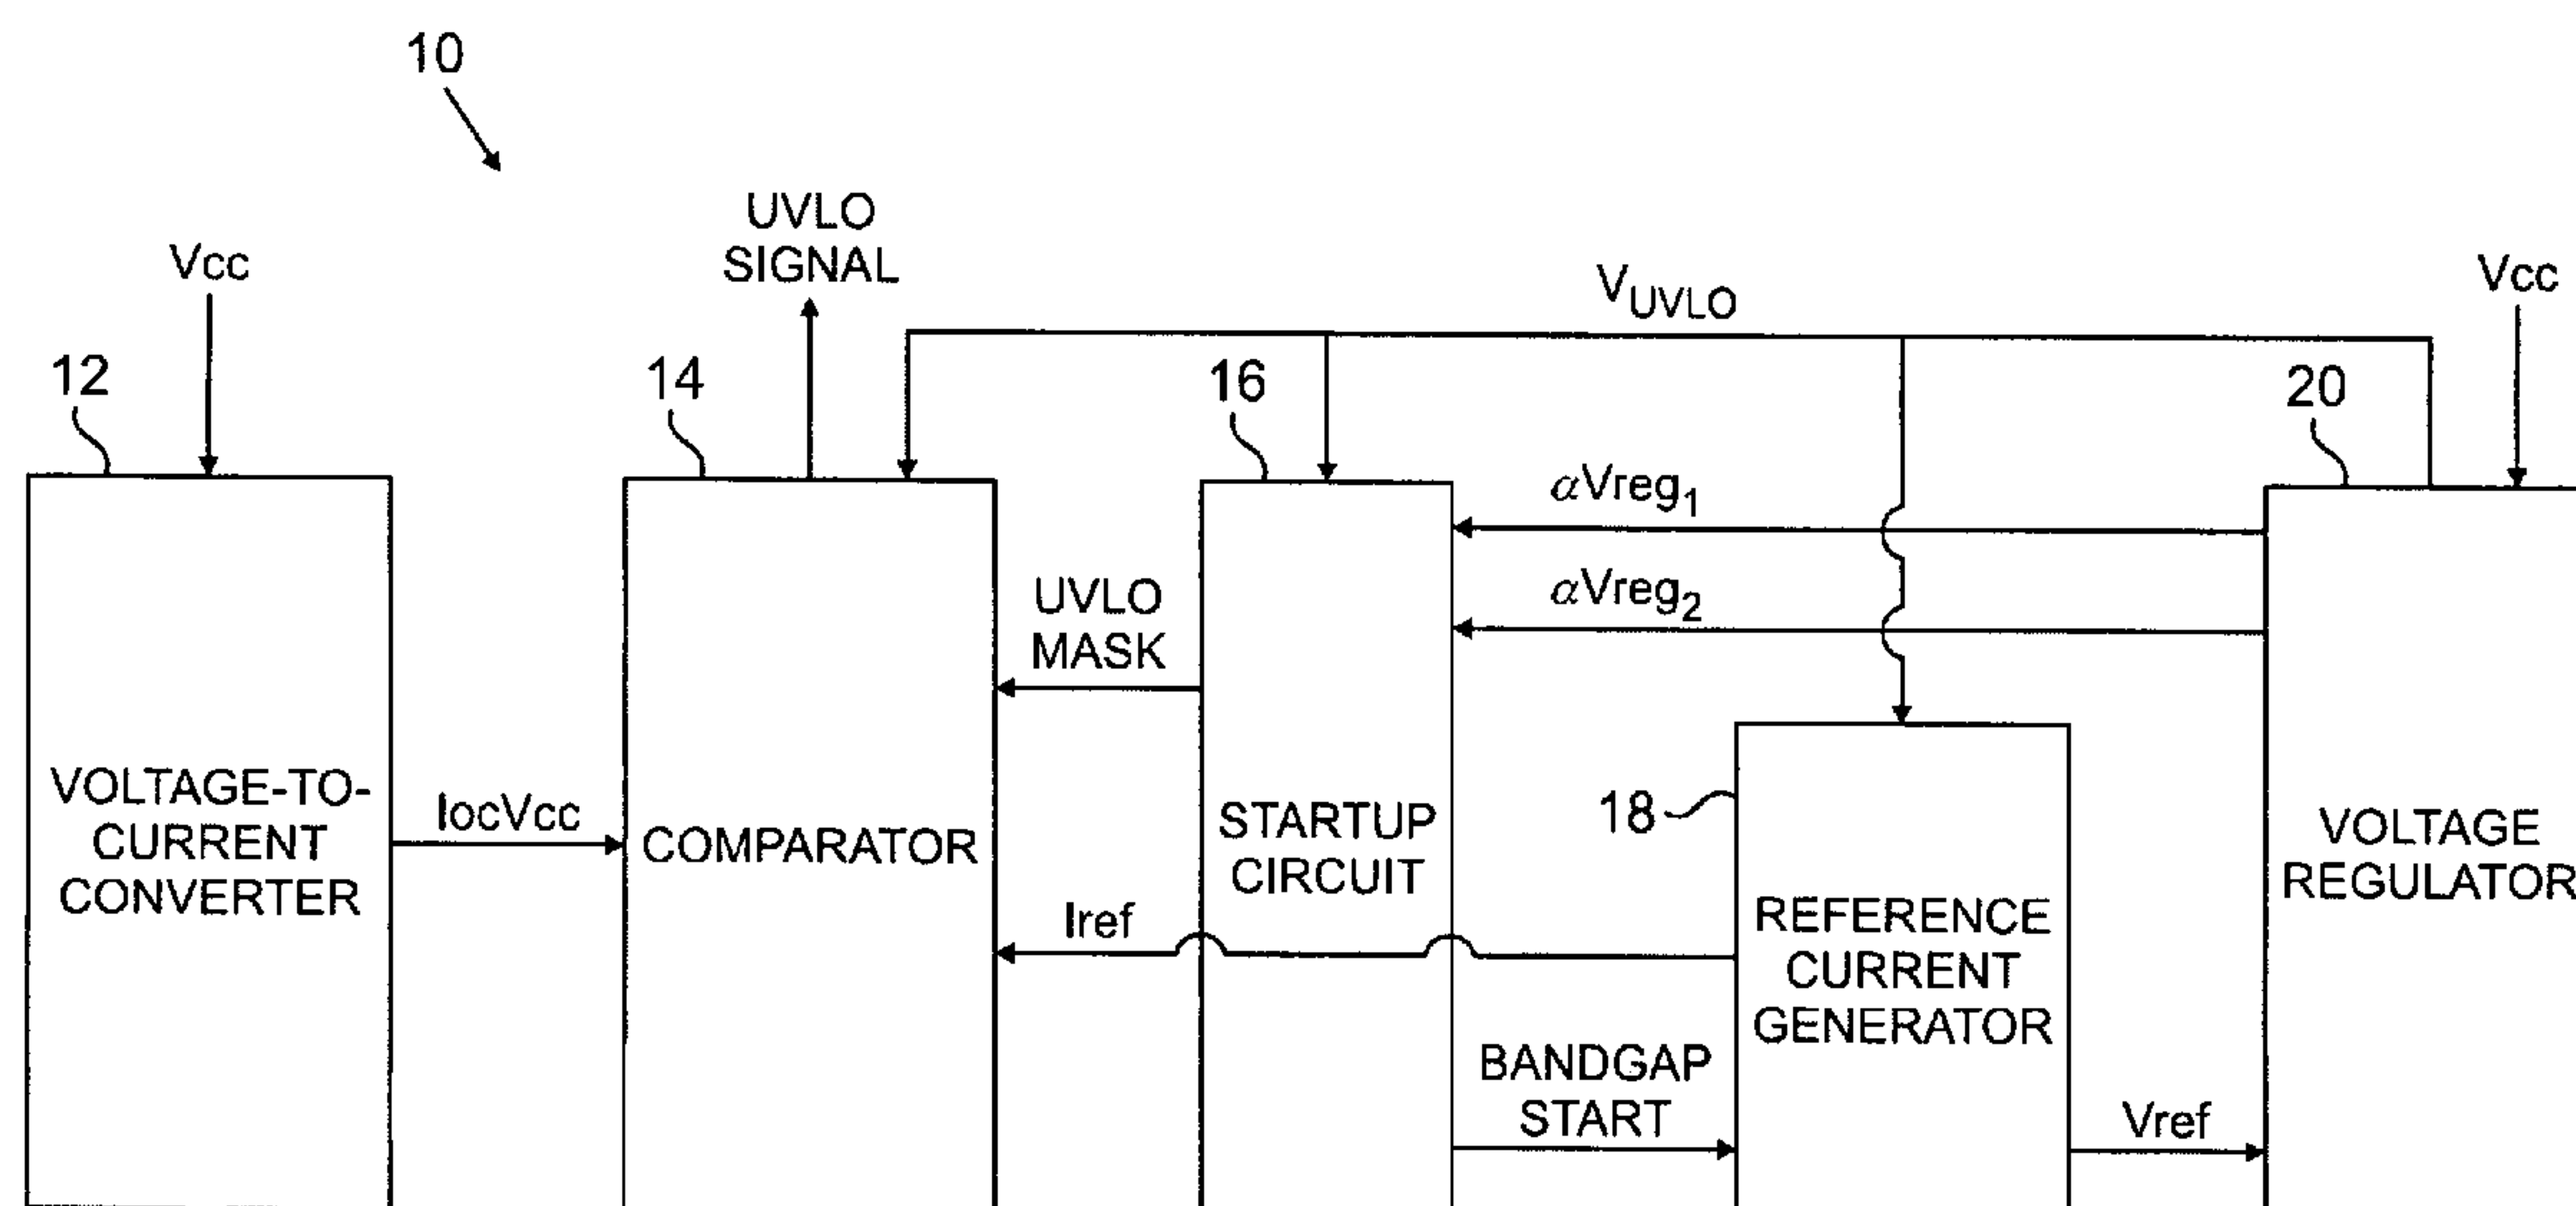 10
UVLO
SIGNAL
Vcc
V_UVLO
Vcc
12
14
16
20
αVreg₁
αVreg₂
UVLO
MASK
VOLTAGE-TO-
CURRENT
CONVERTER
IocVcc
COMPARATOR
STARTUP
CIRCUIT
18
VOLTAGE
REGULATOR
Iref
REFERENCE
CURRENT
GENERATOR
BANDGAP
START
Vref